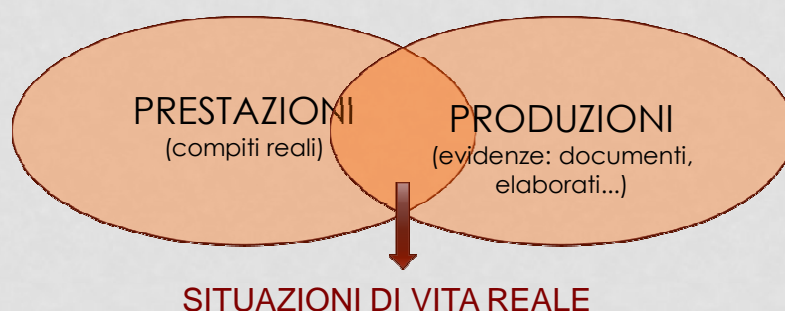 PRESTAZIONI
(compiti reali)
PRODUZIONI
(evidenze: documenti,
elaborati...)
SITUAZIONI DI VITA REALE